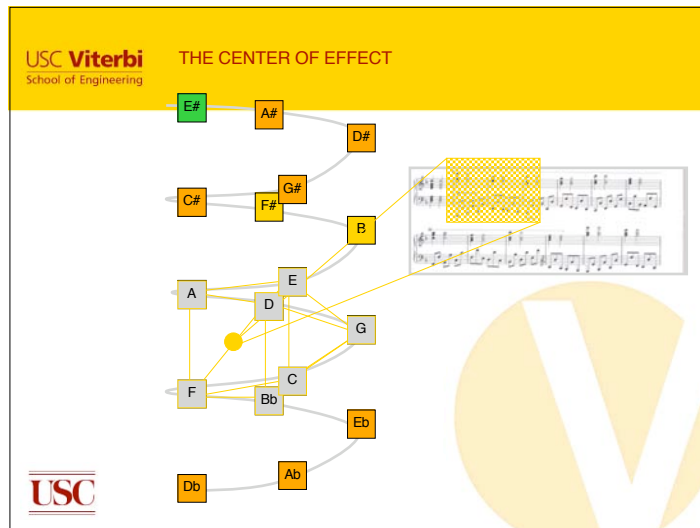 USC Viterbi
School of Engineering
THE CENTER OF EFFECT
E#
A#
D#
C#
G#
F#
B
A
E
D
G
F
C
Bb
Eb
Ab
Db
USC